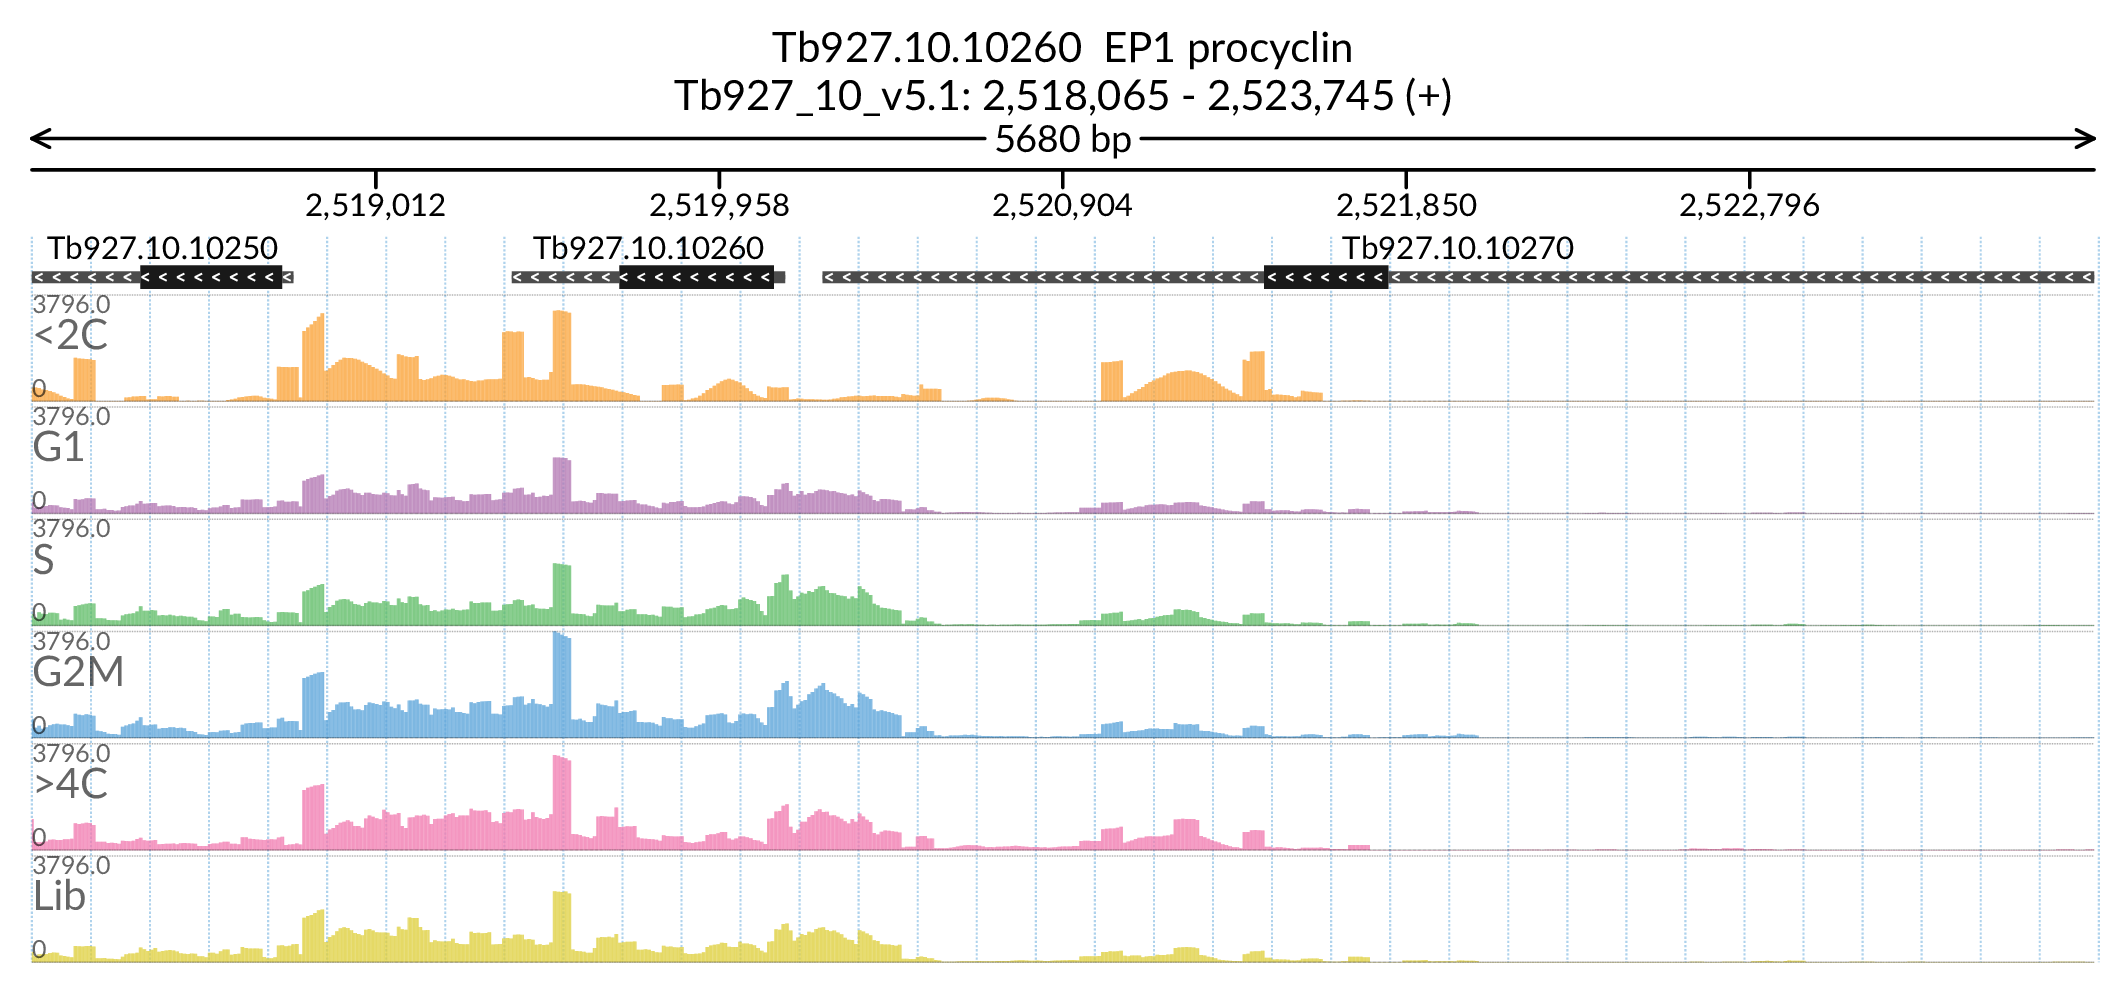 Tb927.10.10260  EP1 procyclin
Tb927_10_v5.1: 2,518,065 - 2,523,745 (+)
5680 bp
2,519,012 2,519,958 2,520,904 2,521,850 2,522,796
Tb927.10.10250 Tb927.10.10260 Tb927.10.10270
3796.0
<2C
0
3796.0
G1
0
3796.0
S
0
3796.0
G2M
0
3796.0
>4C
0
3796.0
Lib
0